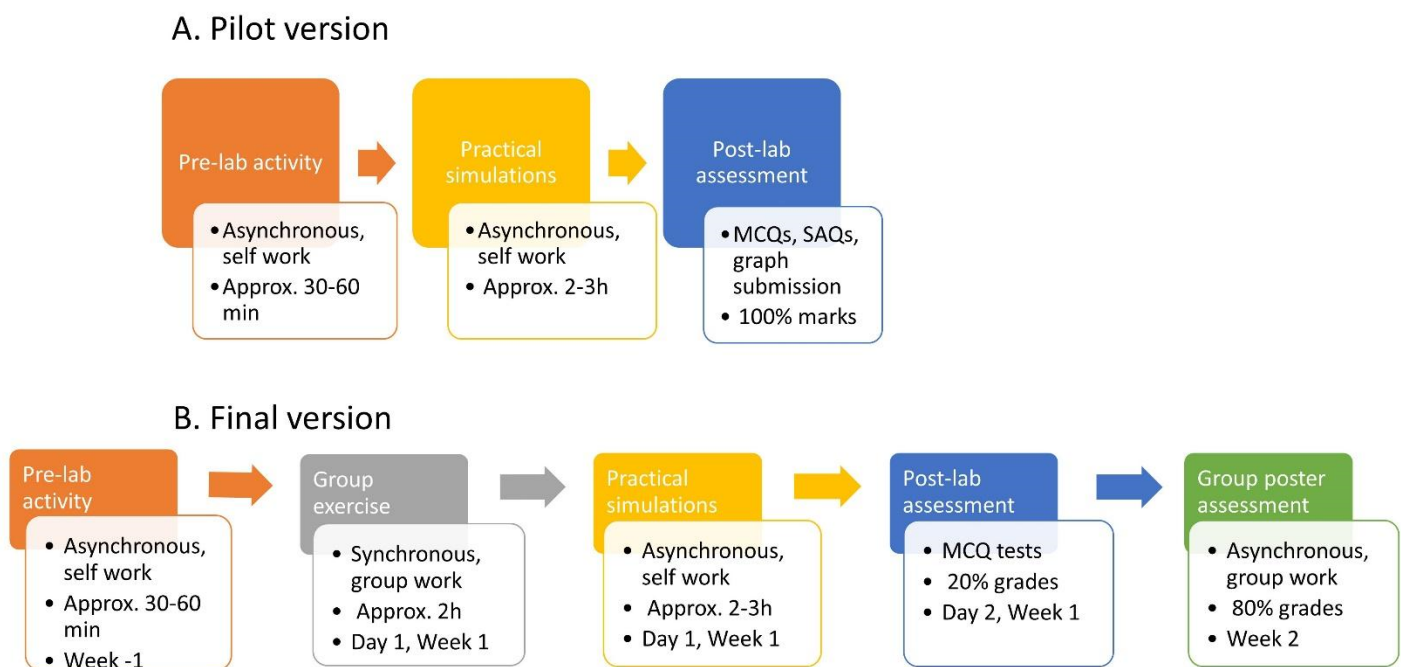 A. Pilot version
Pre-lab activity
• Asynchronous,
self work
• Approx. 30-60
min
Practical
simulations
• Asynchronous,
self work
• Approx. 2-3h
Post-lab
assessment
• MCQs, SAQs,
graph
submission
• 100% marks
B. Final version
Pre-lab
activity
• Asynchronous,
self work
• Approx. 30-60
min
• Week -1
Group
exercise
• Synchronous,
group work
• Approx. 2h
• Day 1, Week 1
Practical
simulations
• Asynchronous,
self work
• Approx. 2-3h
• Day 1, Week 1
Post-lab
assessment
• MCQ tests
• 20% grades
• Day 2, Week 1
Group poster
assessment
• Asynchronous,
group work
• 80% grades
• Week 2